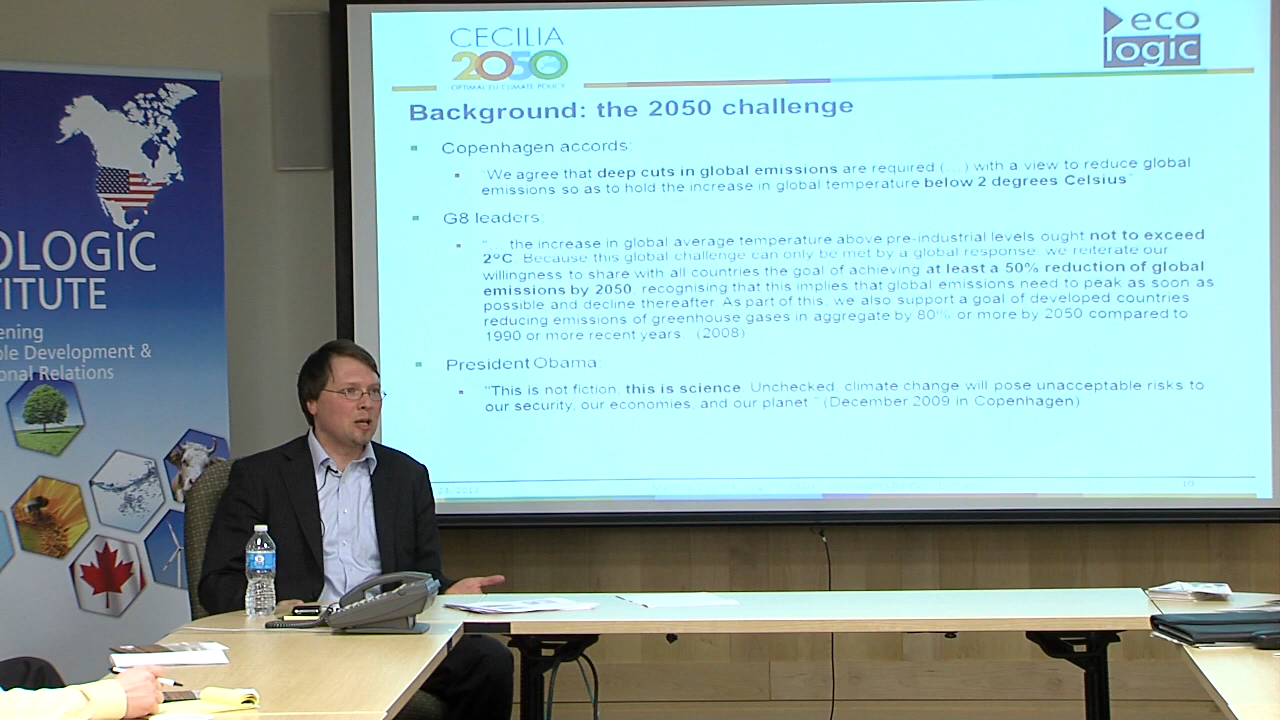 CECILIA
2050
OPTIMAL EU CLIMATE POLICY
eco
logic
Background: the 2050 challenge
Copenhagen accords:
"We agree that deep cuts in global emissions are required (...) with a view to reduce global
emissions so as to hold the increase in global temperature below 2 degrees Celsius"
G8 leaders:
"... the increase in global average temperature above pre-industrial levels ought not to exceed
2ºC. Because this global challenge can only be met by a global response, we reiterate our
willingness to share with all countries the goal of achieving at least a 50% reduction of global
emissions by 2050, recognising that this implies that global emissions need to peak as soon as
possible and decline thereafter. As part of this, we also support a goal of developed countries
reducing emissions of greenhouse gases in aggregate by 80% or more by 2050 compared to
1990 or more recent years." (2008)
President Obama:
"This is not fiction, this is science. Unchecked, climate change will pose unacceptable risks to
our security, our economies, and our planet." (December 2009 in Copenhagen)
10
OLOGIC
TITUTE
ening
ble Development &
onal Relations